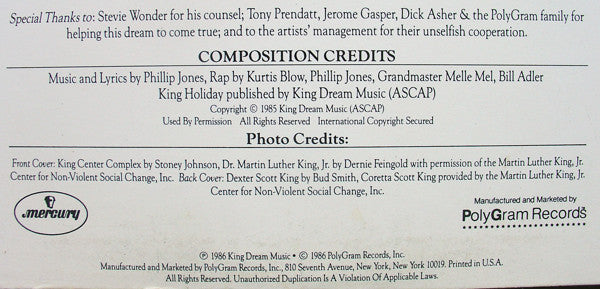 Special Thanks to: Stevie Wonder for his counsel; Tony Prendatt, Jerome Gasper, Dick Asher & the PolyGram family for
helping this dream to come true; and to the artists' management for their unselfish cooperation.
COMPOSITION CREDITS
Music and Lyrics by Phillip Jones, Rap by Kurtis Blow, Phillip Jones, Grandmaster Melle Mel, Bill Adler
King Holiday published by King Dream Music (ASCAP)
Copyright © 1985 King Dream Music (ASCAP)
Used By Permission All Rights Reserved International Copyright Secured
Photo Credits:
Front Cover: King Center Complex by Stoney Johnson, Dr. Martin Luther King, Jr. by Dernie Feingold with permission of the Martin Luther King, Jr.
Center for Non-Violent Social Change, Inc. Back Cover: Dexter Scott King by Bud Smith, Coretta Scott King provided by the Martin Luther King, Jr.
Center for Non-Violent Social Change, Inc.
mercury
Manufactured and Marketed by
PolyGram Records
℗ 1986 King Dream Music • © 1986 PolyGram Records, Inc.
Manufactured and Marketed by PolyGram Records, Inc., 810 Seventh Avenue, New York, New York 10019. Printed in U.S.A.
All Rights Reserved. Unauthorized Duplication Is A Violation Of Applicable Laws.